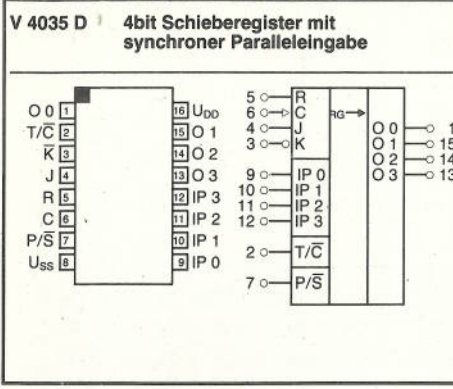 V 4035 D 4bit Schieberegister mit
synchroner Paralleleingabe
O 0 1 16 U_DD
T/C̅ 2 15 O 1
K̅ 3 14 O 2
J 4 13 O 3
R 5 12 IP 3
C 6 11 IP 2
P/S̅ 7 10 IP 1
U_SS 8 9 IP 0
5 R
6 C RG
4 J O 0 1
3 K O 1 15
O 2 14
9 IP 0 O 3 13
10 IP 1
11 IP 2
12 IP 3
2 T/C̅
7 P/S̅